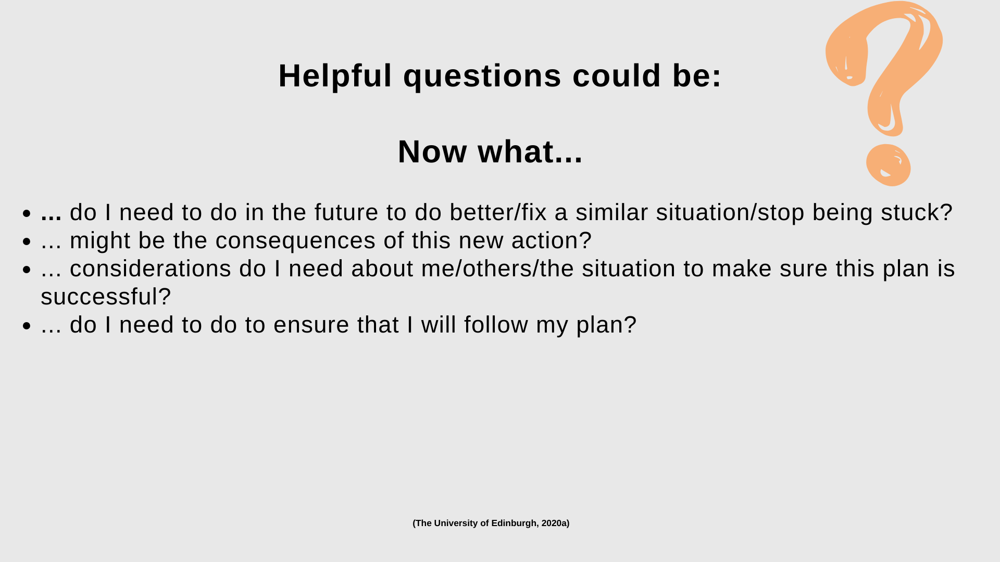 Helpful questions could be:
Now what...
• ... do I need to do in the future to do better/fix a similar situation/stop being stuck?
• ... might be the consequences of this new action?
• ... considerations do I need about me/others/the situation to make sure this plan is
successful?
• ... do I need to do to ensure that I will follow my plan?
(The University of Edinburgh, 2020a)